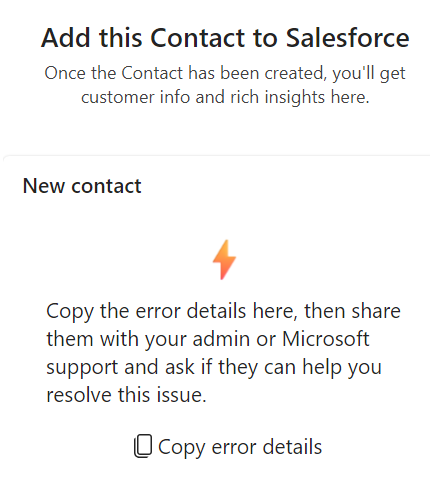 Add this Contact to Salesforce
Once the Contact has been created, you'll get
customer info and rich insights here.
New contact
Copy the error details here, then share
them with your admin or Microsoft
support and ask if they can help you
resolve this issue.
Copy error details